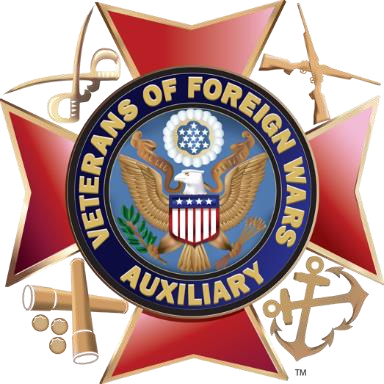 VETERANS OF FOREIGN WARS
AUXILIARY
TM